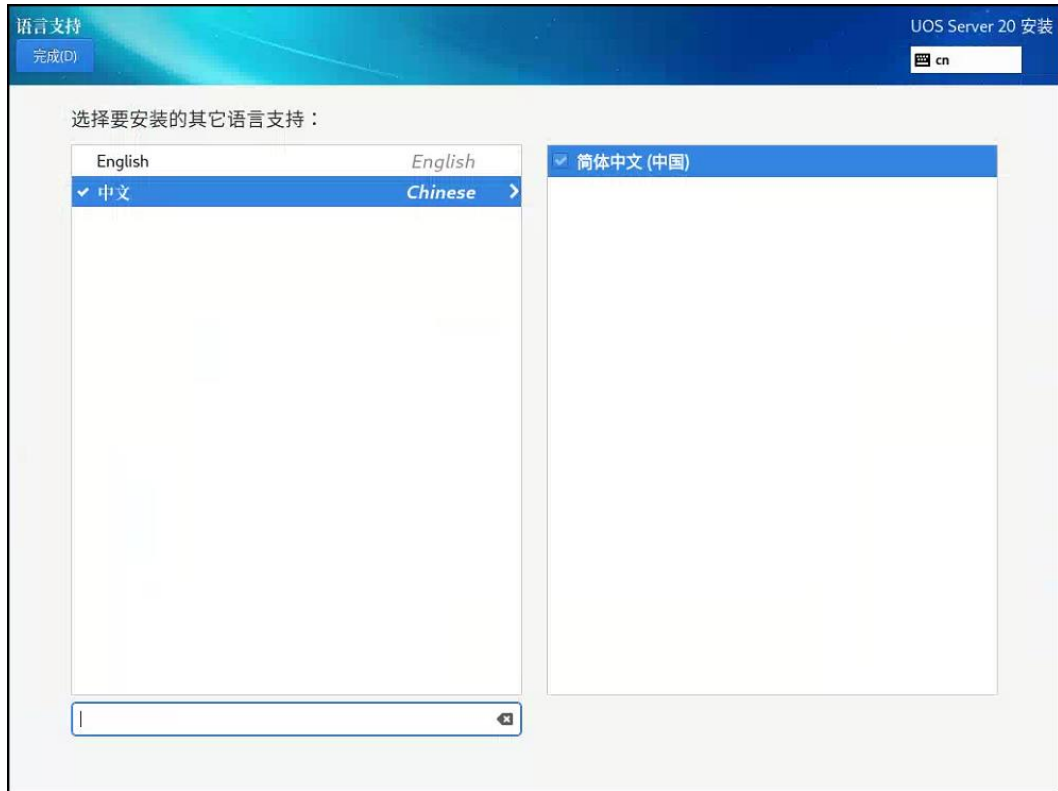 语言支持
UOS Server 20 安装
完成(D)
cn
选择要安装的其它语言支持：
English English
中文 Chinese
简体中文 (中国)